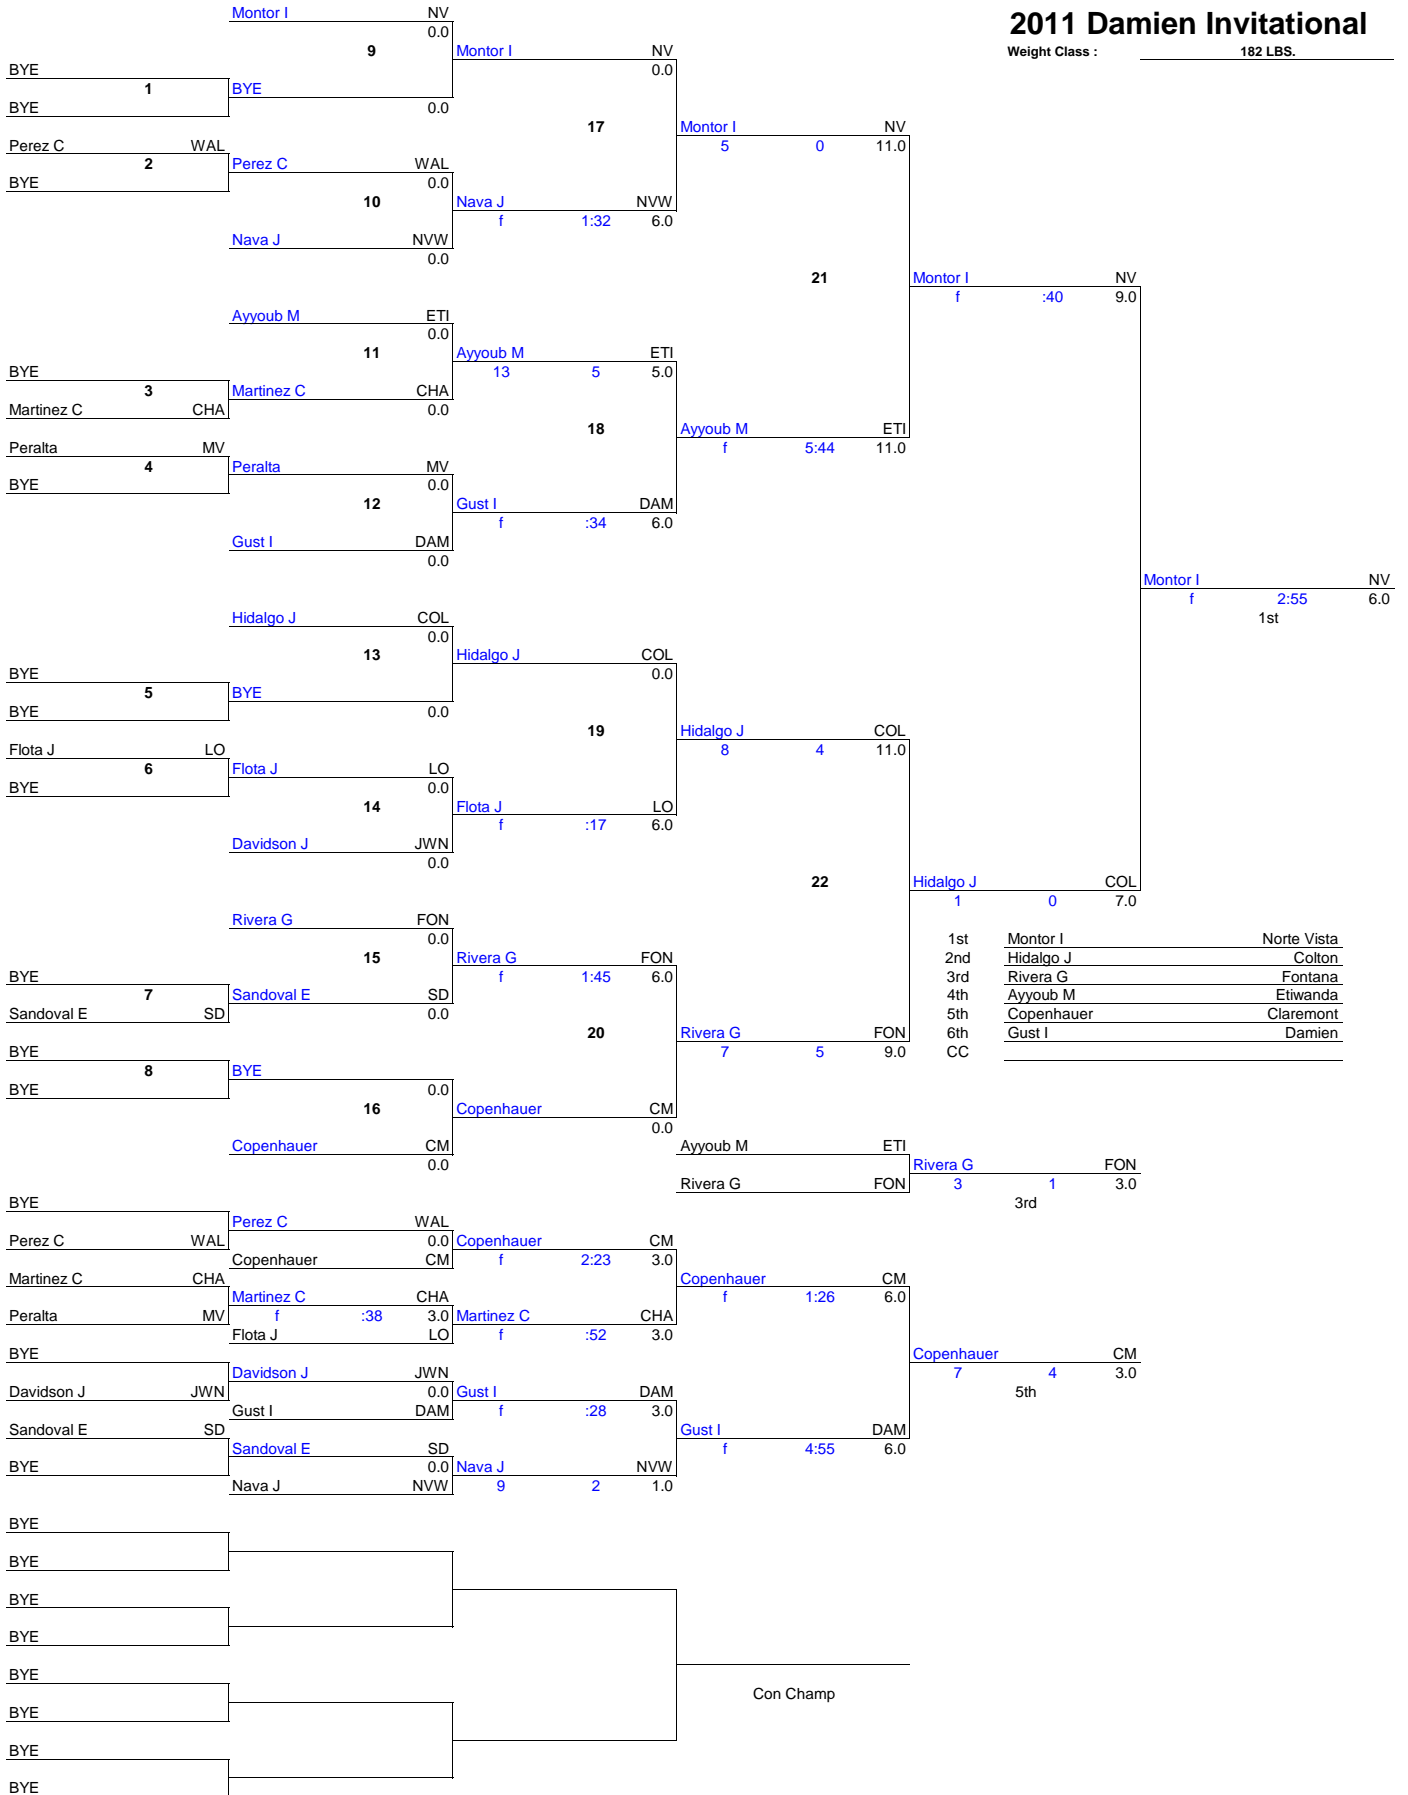 Montor I NV 2011 Damien Invitational
0.0
9 Montor I NV Weight Class : 182 LBS.
BYE 0.0
1 BYE
BYE 0.0
17 Montor I NV
Perez C WAL 5 0 11.0
2 Perez C WAL
BYE 0.0
10 Nava J NVW
f 1:32 6.0
Nava J NVW
0.0
21 Montor I NV
f :40 9.0
Ayyoub M ETI
0.0
11 Ayyoub M ETI
BYE 13 5 5.0
3 Martinez C CHA
Martinez C CHA 0.0
18 Ayyoub M ETI
Peralta MV f 5:44 11.0
4 Peralta MV
BYE 0.0
12 Gust I DAM
f :34 6.0
Gust I DAM
0.0
Montor I NV
f 2:55 6.0
Hidalgo J COL 1st
0.0
13 Hidalgo J COL
BYE 0.0
5 BYE
BYE 0.0
19 Hidalgo J COL
Flota J LO 8 4 11.0
6 Flota J LO
BYE 0.0
14 Flota J LO
f :17 6.0
Davidson J JWN
0.0
22 Hidalgo J COL
1 0 7.0
Rivera G FON
0.0 1st Montor I Norte Vista
15 Rivera G FON 2nd Hidalgo J Colton
BYE f 1:45 6.0 3rd Rivera G Fontana
7 Sandoval E SD 4th Ayyoub M Etiwanda
Sandoval E SD 0.0 5th Copenhauer Claremont
20 Rivera G FON 6th Gust I Damien
BYE 7 5 9.0 CC
8 BYE
BYE 0.0
16 Copenhauer CM
0.0
Copenhauer CM Ayyoub M ETI
0.0 Rivera G FON
Rivera G FON 3 1 3.0
BYE 3rd
Perez C WAL
Perez C WAL 0.0 Copenhauer CM
Copenhauer CM f 2:23 3.0
Martinez C CHA Copenhauer CM
Martinez C CHA f 1:26 6.0
Peralta MV f :38 3.0 Martinez C CHA
Flota J LO f :52 3.0
BYE Copenhauer CM
Davidson J JWN 7 4 3.0
Davidson J JWN 0.0 Gust I DAM 5th
Gust I DAM f :28 3.0
Sandoval E SD Gust I DAM
Sandoval E SD f 4:55 6.0
BYE 0.0 Nava J NVW
Nava J NVW 9 2 1.0
BYE
BYE
BYE
BYE
BYE
Con Champ
BYE
BYE
BYE